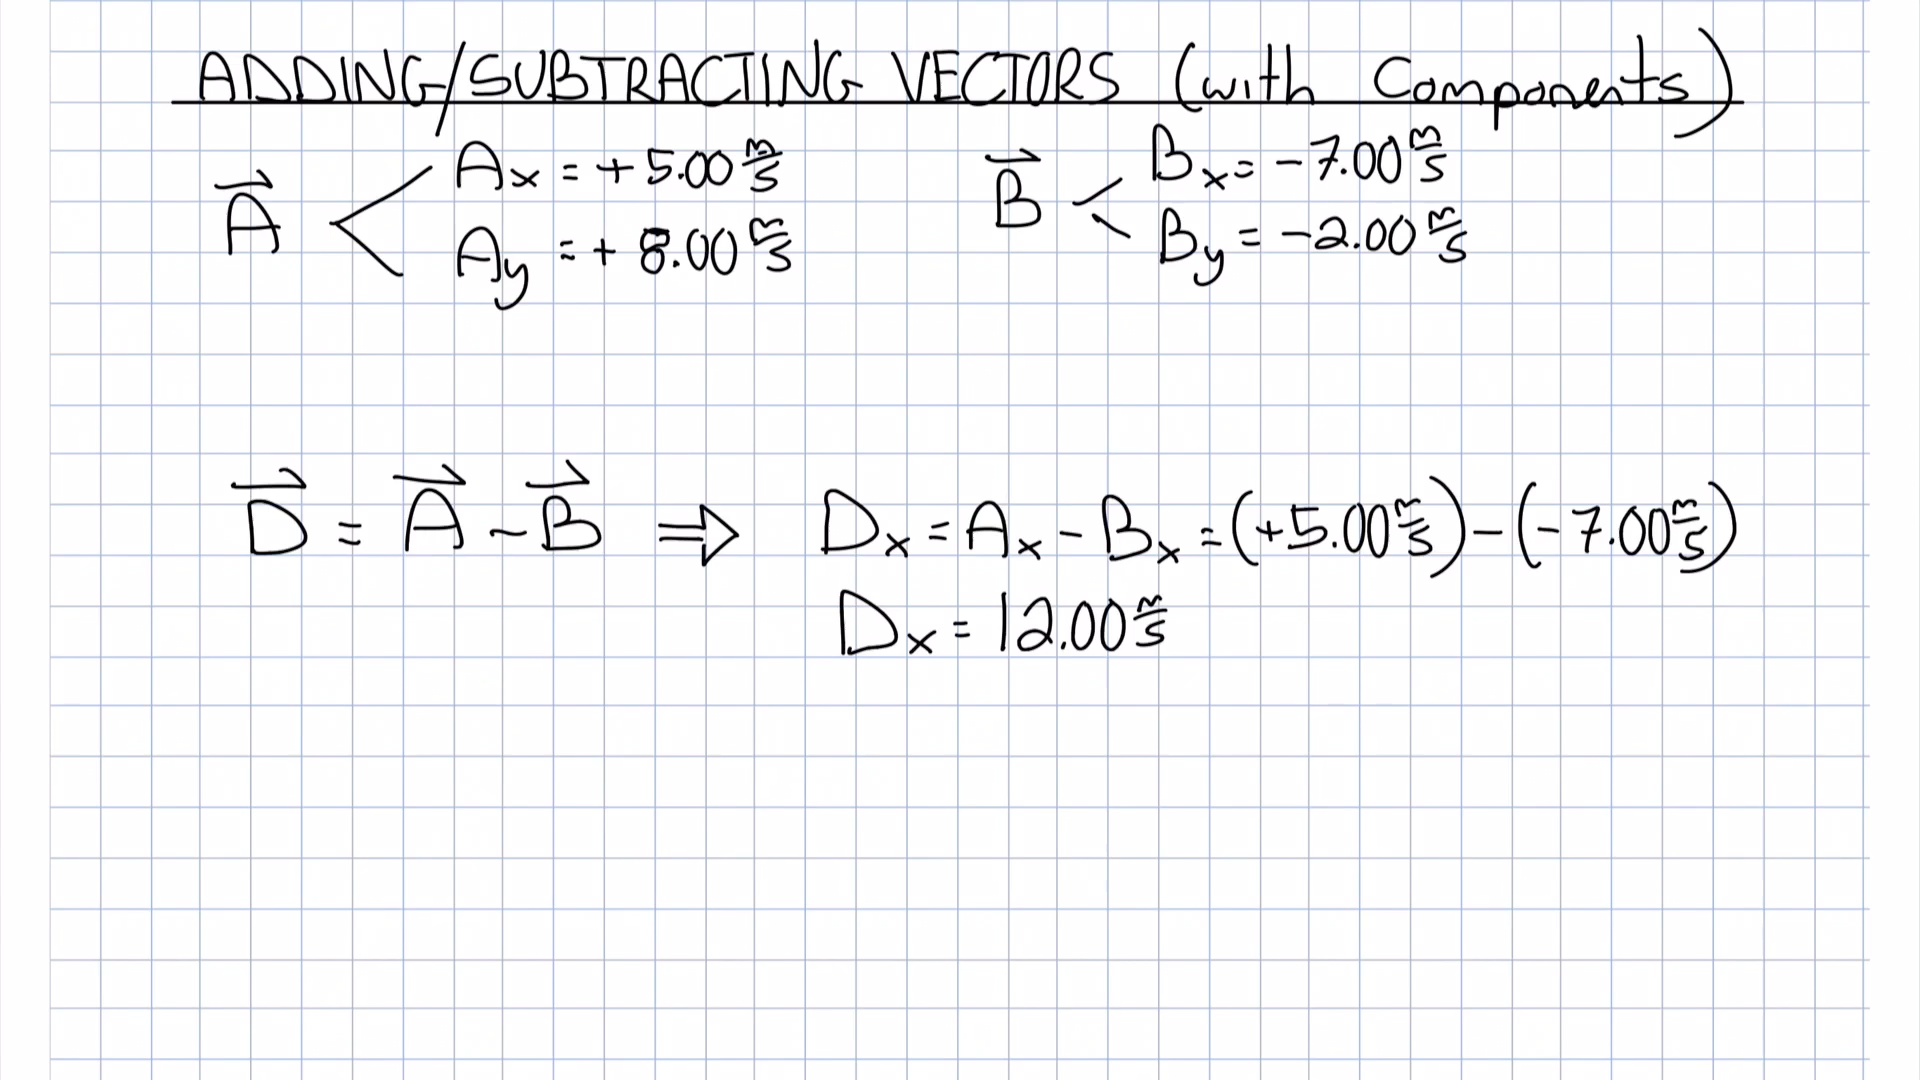 ADDING/SUBTRACTING VECTORS (with Components)
A⃗ < Ax = +5.00 m/s
Ay = +8.00 m/s
B⃗ < Bx = -7.00 m/s
By = -2.00 m/s
D⃗ = A⃗ - B⃗ ⇒ Dx = Ax - Bx = (+5.00 m/s) - (-7.00 m/s)
Dx = 12.00 m/s